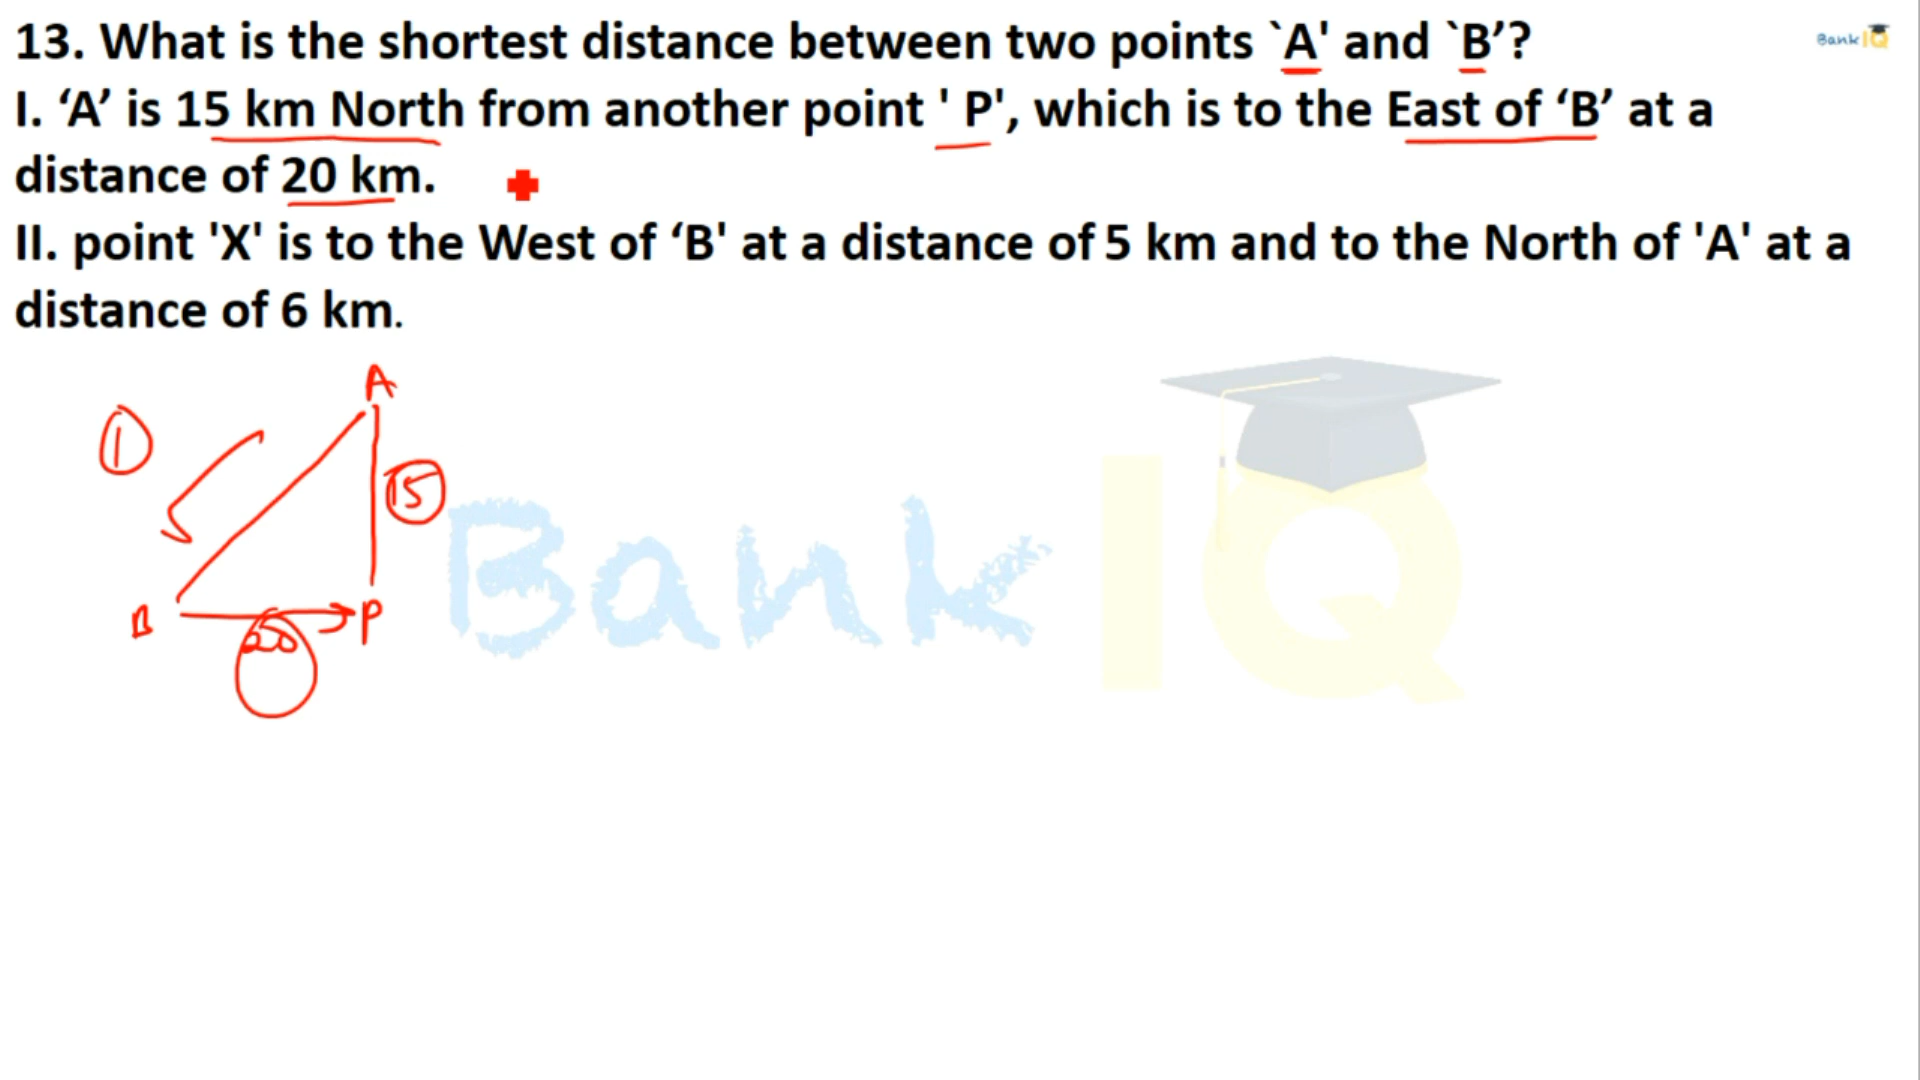 13. What is the shortest distance between two points `A' and `B’?
Bank IQ
I. ‘A’ is 15 km North from another point ' P', which is to the East of ‘B’ at a
distance of 20 km.
II. point 'X' is to the West of ‘B' at a distance of 5 km and to the North of 'A' at a
distance of 6 km.
A
1
15
Bank IQ
B
20
P